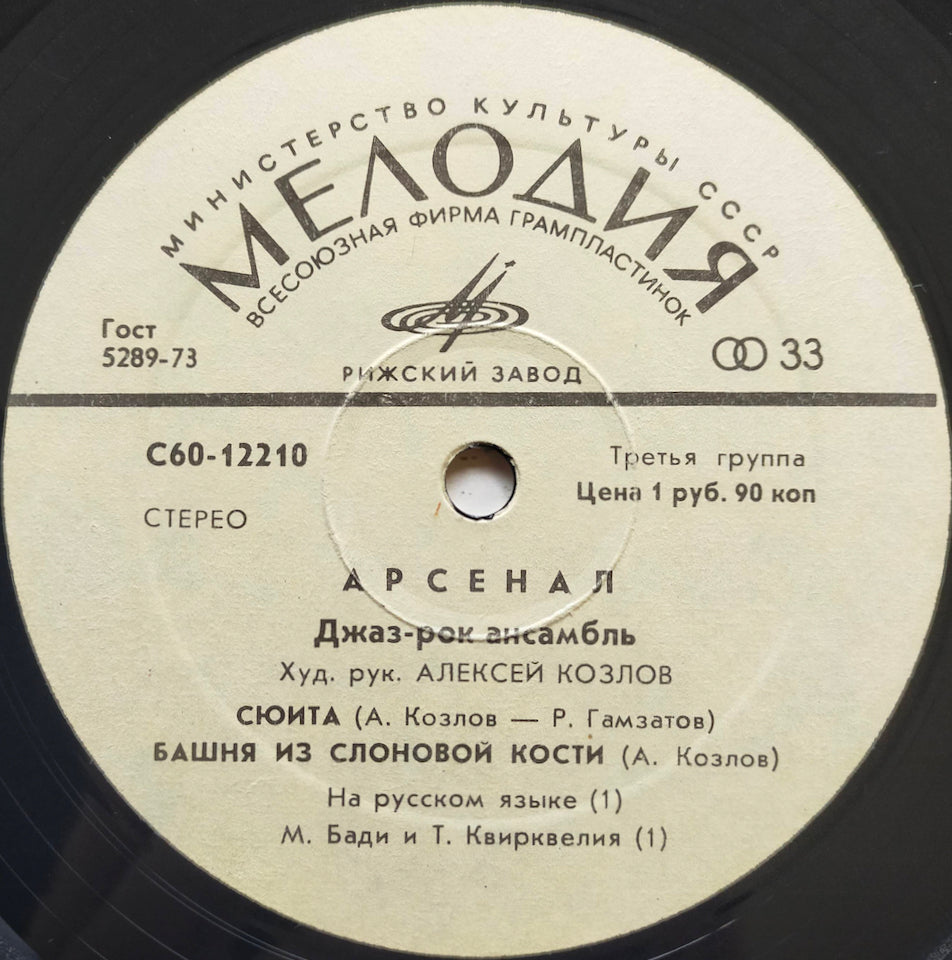 МИНИСТЕРСТВО КУЛЬТУРЫ СССР
МЕЛОДИЯ
ВСЕСОЮЗНАЯ ФИРМА ГРАМПЛАСТИНОК
Гост
5289-73
33
РИЖСКИЙ ЗАВОД
С60-12210
Третья группа
Цена 1 руб. 90 коп
СТЕРЕО
АРСЕНАЛ
Джаз-рок ансамбль
Худ. рук. АЛЕКСЕЙ КОЗЛОВ
СЮИТА (А. Козлов — Р. Гамзатов)
БАШНЯ ИЗ СЛОНОВОЙ КОСТИ (А. Козлов)
На русском языке (1)
М. Бади и Т. Квирквелия (1)